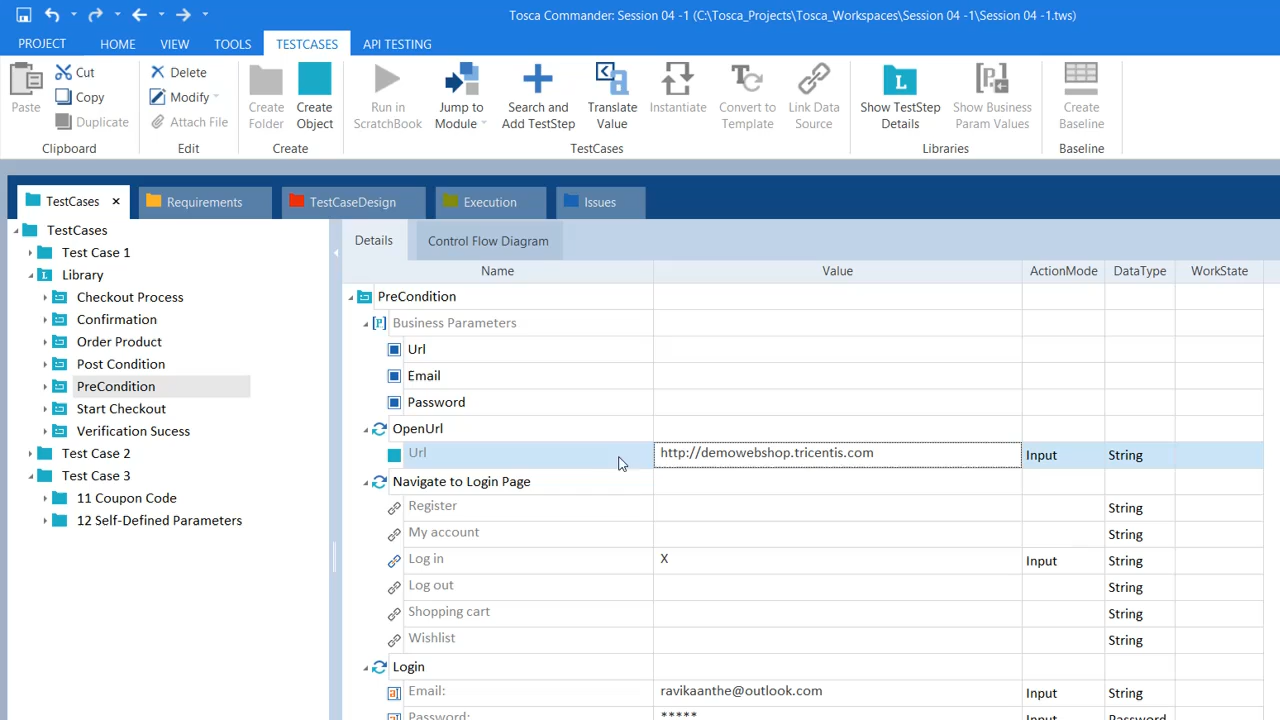 Tosca Commander: Session 04 -1 (C:\Tosca_Projects\Tosca_Workspaces\Session 04 -1\Session 04 -1.tws)
PROJECT HOME VIEW TOOLS TESTCASES API TESTING
Paste
Cut
Copy
Duplicate
Clipboard
Delete
Modify
Attach File
Edit
Create Folder
Create Object
Create
Run in ScratchBook
Jump to Module
Search and Add TestStep
Translate Value
Instantiate
Convert to Template
Link Data Source
TestCases
Show TestStep Details
Show Business Param Values
Libraries
Create Baseline
Baseline
TestCases × Requirements TestCaseDesign Execution Issues
TestCases
Test Case 1
Library
Checkout Process
Confirmation
Order Product
Post Condition
PreCondition
Start Checkout
Verification Sucess
Test Case 2
Test Case 3
11 Coupon Code
12 Self-Defined Parameters
Details Control Flow Diagram
Name Value ActionMode DataType WorkState
PreCondition
Business Parameters
Url
Email
Password
OpenUrl
Url http://demowebshop.tricentis.com Input String
Navigate to Login Page
Register String
My account String
Log in X Input String
Log out String
Shopping cart String
Wishlist String
Login
Email: ravikaanthe@outlook.com Input String
Password: ***** Input Password